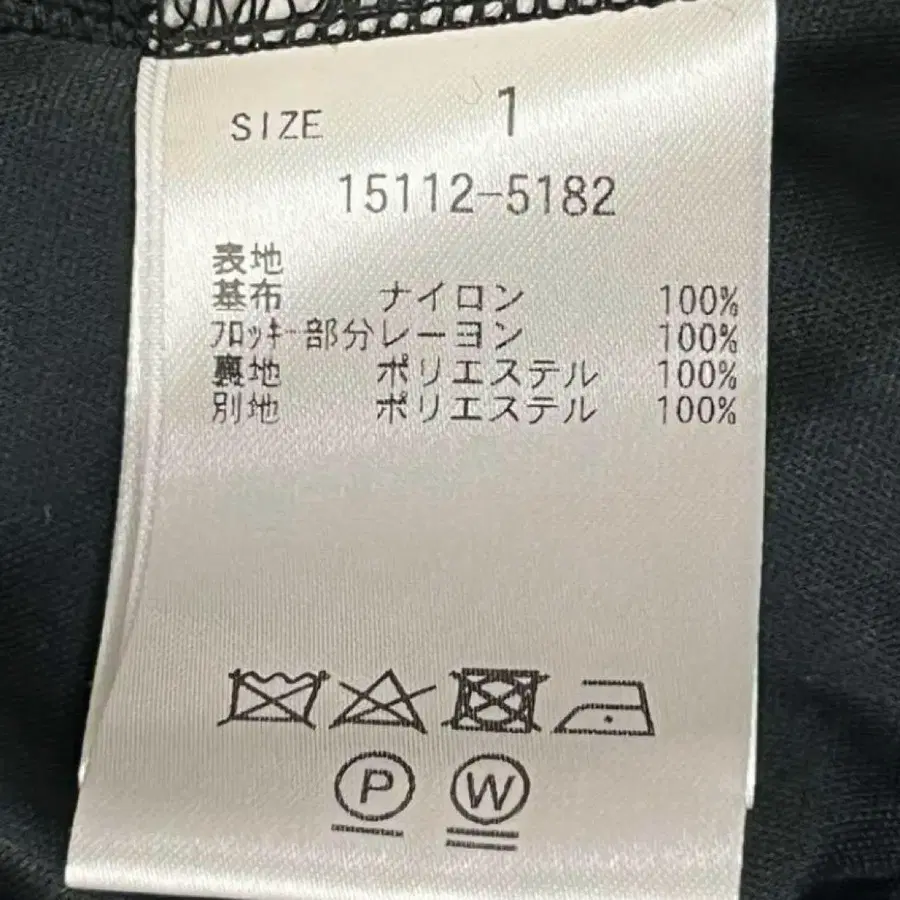 SIZE 1
15112-5182
表地
基布 ナイロン 100%
フロッキー部分 レーヨン 100%
裏地 ポリエステル 100%
別地 ポリエステル 100%
P W